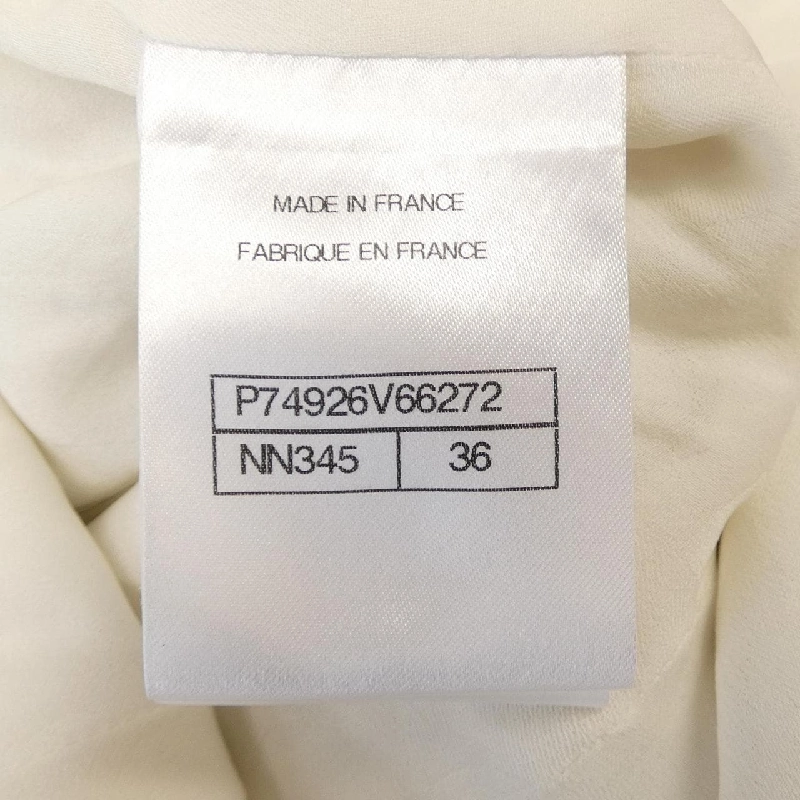 MADE IN FRANCE
FABRIQUE EN FRANCE
P74926V66272
NN345 36